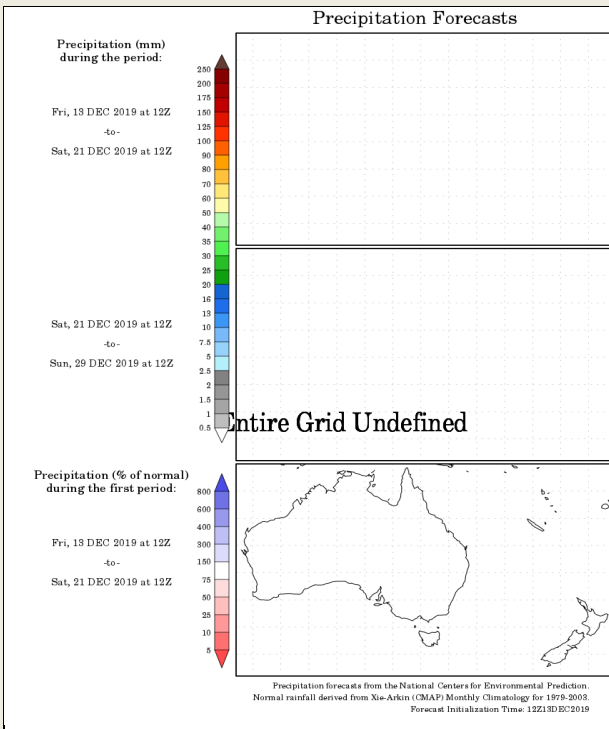 Precipitation Forecasts
Precipitation (mm)
during the period:
Fri, 13 DEC 2019 at 12Z
-to-
Sat, 21 DEC 2019 at 12Z
250
200
175
150
125
100
90
80
70
60
50
40
35
30
25
20
16
13
10
7.5
5
2.5
2
1.5
1
0.5
Sat, 21 DEC 2019 at 12Z
-to-
Sun, 29 DEC 2019 at 12Z
Entire Grid Undefined
Precipitation (% of normal)
during the first period:
Fri, 13 DEC 2019 at 12Z
-to-
Sat, 21 DEC 2019 at 12Z
800
600
400
300
150
75
50
25
10
5
Precipitation forecasts from the National Centers for Environmental Prediction.
Normal rainfall derived from Xie-Arkin (CMAP) Monthly Climatology for 1979-2003.
Forecast Initialization Time: 12Z13DEC2019